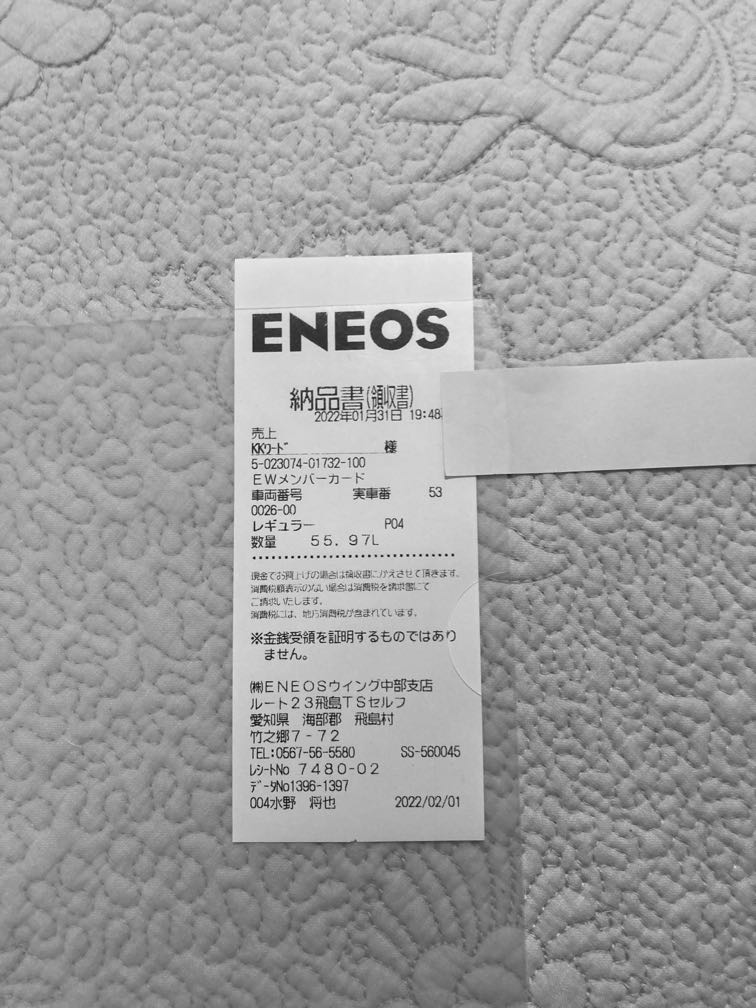 ENEOS
納品書(領収書)
2022年01月31日 19:48
売上
KKワード 様
5-023074-01732-100
EWメンバーカード
車両番号 実車番 53
0026-00
レギュラー P04
数量 55.97L
現金でお買上げの場合は領収書にかえさせて頂きます。
消費税額表示のない場合は消費税を請求書にて
ご請求いたします。
消費税には、地方消費税が含まれています。
※金銭受領を証明するものではあり
ません。
㈱ENEOSウイング中部支店
ルート23飛島TSセルフ
愛知県 海部郡 飛島村
竹之郷7-72
TEL:0567-56-5580 SS-560045
レシートNo 7480-02
データNo1396-1397
004水野 将也 2022/02/01